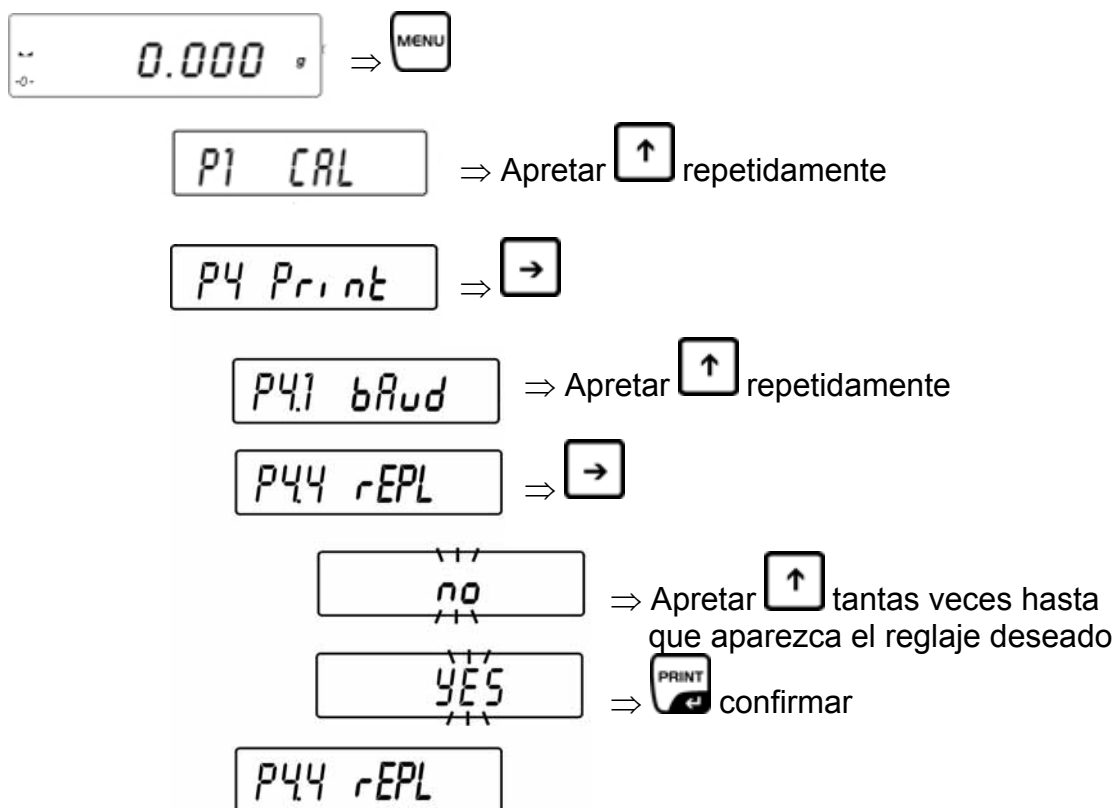 0.000 g ⇒ MENU
P1 CAL ⇒ Apretar ↑ repetidamente
P4 Print ⇒ →
P4.1 bAud ⇒ Apretar ↑ repetidamente
P4.4 rEPL ⇒ →
no ⇒ Apretar ↑ tantas veces hasta
que aparezca el reglaje deseado
YES ⇒ PRINT confirmar
P4.4 rEPL